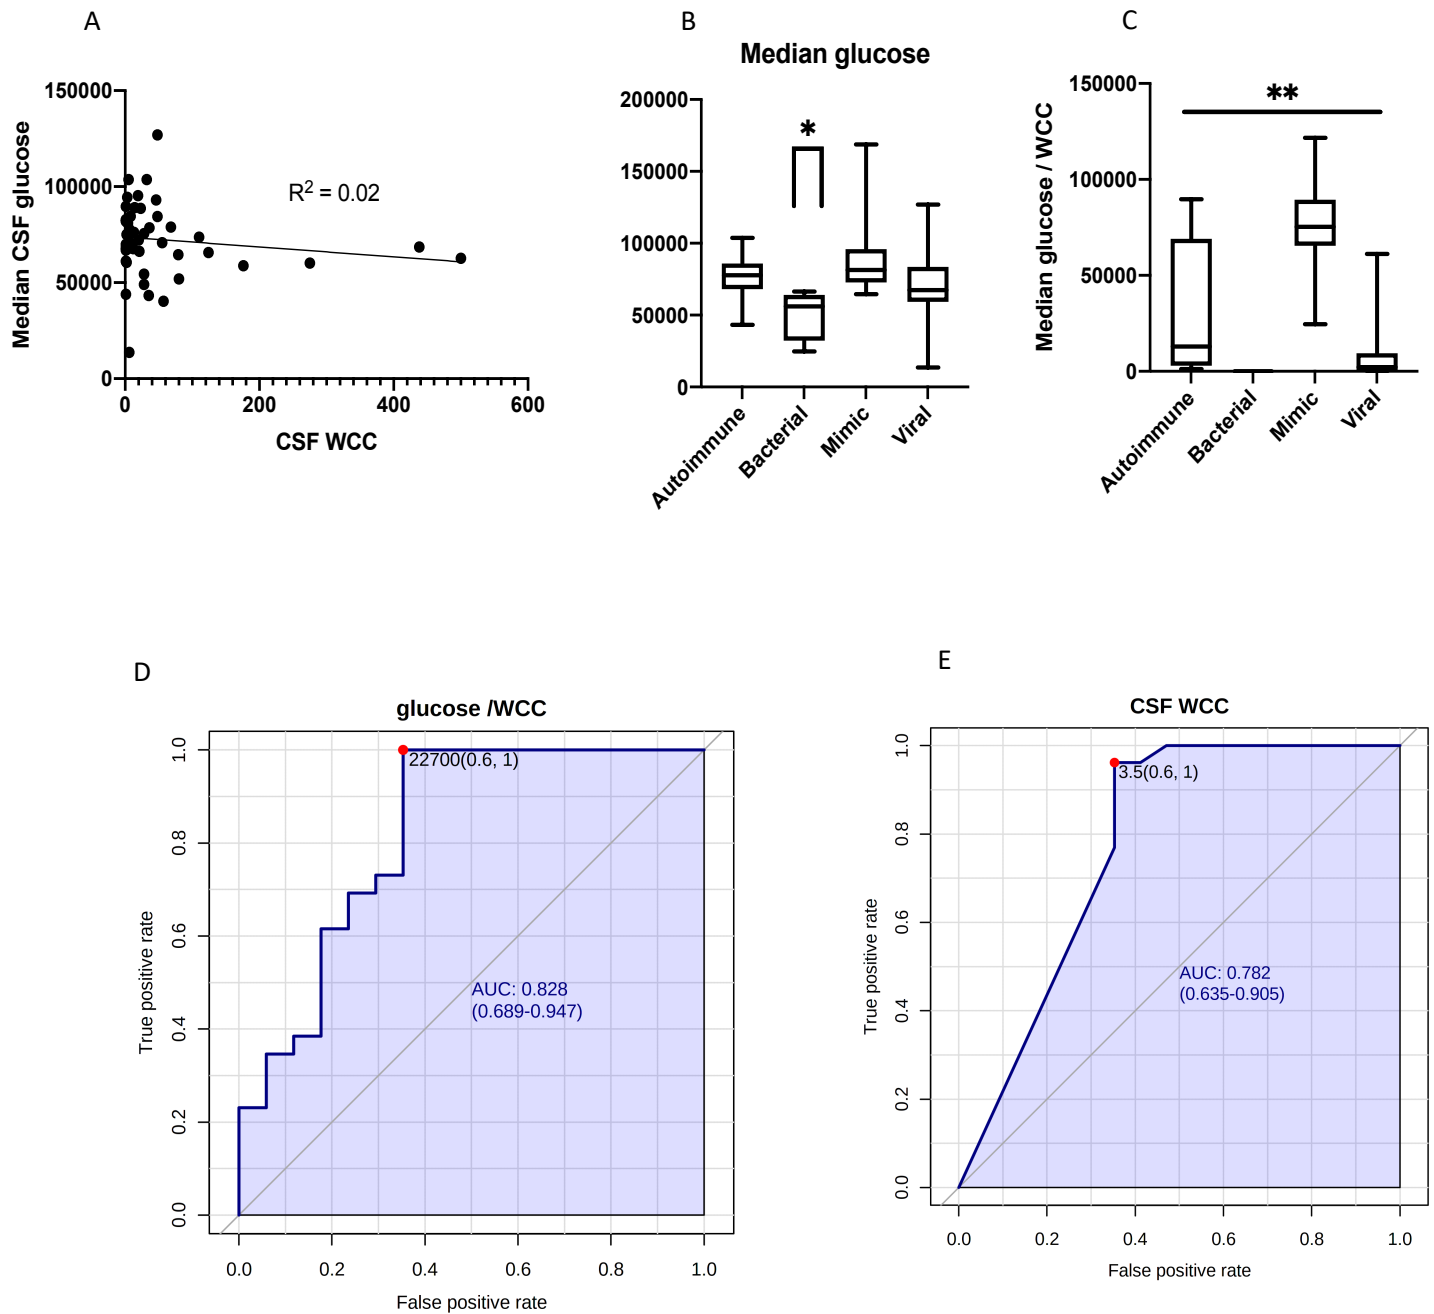 A
150000
100000
50000
0
Median CSF glucose
R² = 0.02
0 200 400 600
CSF WCC
B
Median glucose
200000
150000
100000
50000
0
*
Autoimmune
Bacterial
Mimic
Viral
C
150000
100000
50000
0
Median glucose / WCC
**
Autoimmune
Bacterial
Mimic
Viral
D
glucose /WCC
1.0
0.8
0.6
0.4
0.2
0.0
True positive rate
22700(0.6, 1)
AUC: 0.828
(0.689-0.947)
0.0 0.2 0.4 0.6 0.8 1.0
False positive rate
E
CSF WCC
1.0
0.8
0.6
0.4
0.2
0.0
True positive rate
3.5(0.6, 1)
AUC: 0.782
(0.635-0.905)
0.0 0.2 0.4 0.6 0.8 1.0
False positive rate